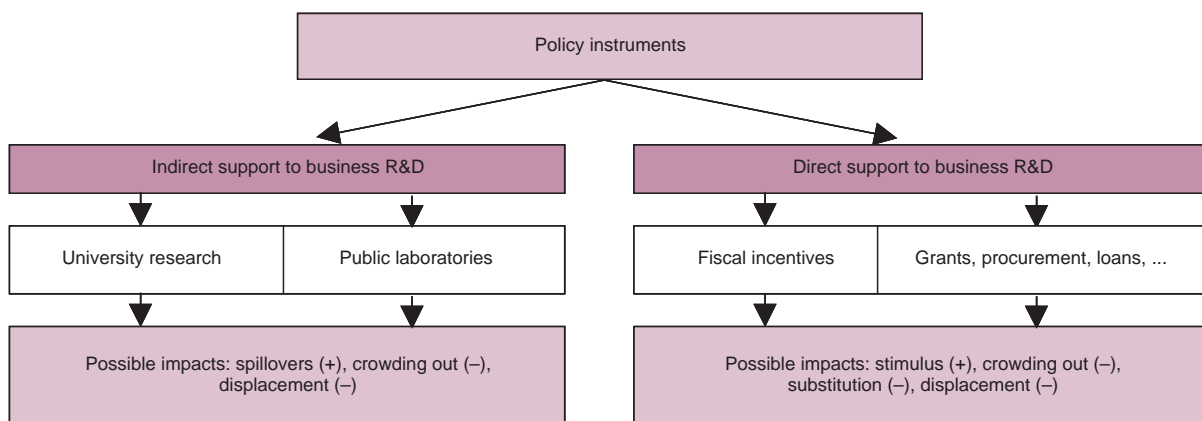 Policy instruments
Indirect support to business R&D
Direct support to business R&D
University research
Public laboratories
Fiscal incentives
Grants, procurement, loans, ...
Possible impacts: spillovers (+), crowding out (–),
displacement (–)
Possible impacts: stimulus (+), crowding out (–),
substitution (–), displacement (–)